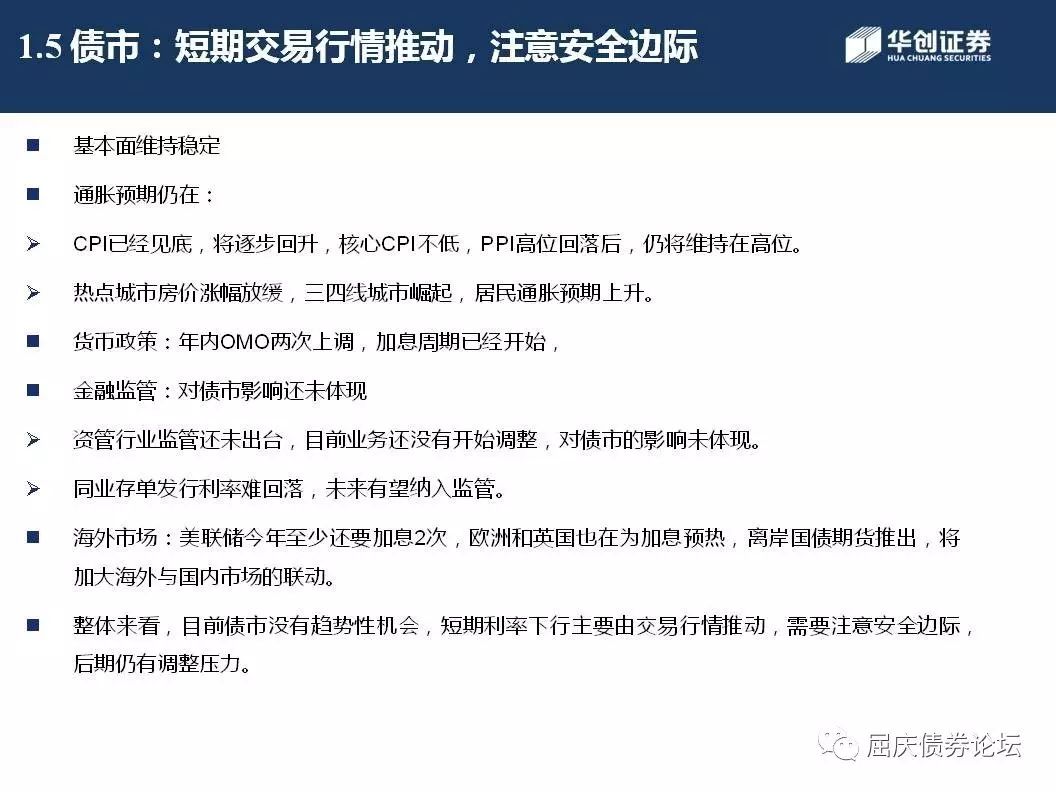 1.5 债市：短期交易行情推动，注意安全边际
华创证券
HUA CHUANG SECURITIES
基本面维持稳定
通胀预期仍在：
CPI已经见底，将逐步回升，核心CPI不低，PPI高位回落后，仍将维持在高位。
热点城市房价涨幅放缓，三四线城市崛起，居民通胀预期上升。
货币政策：年内OMO两次上调，加息周期已经开始，
金融监管：对债市影响还未体现
资管行业监管还未出台，目前业务还没有开始调整，对债市的影响未体现。
同业存单发行利率难回落，未来有望纳入监管。
海外市场：美联储今年至少还要加息2次，欧洲和英国也在为加息预热，离岸国债期货推出，将
加大海外与国内市场的联动。
整体来看，目前债市没有趋势性机会，短期利率下行主要由交易行情推动，需要注意安全边际，
后期仍有调整压力。
屈庆债券论坛